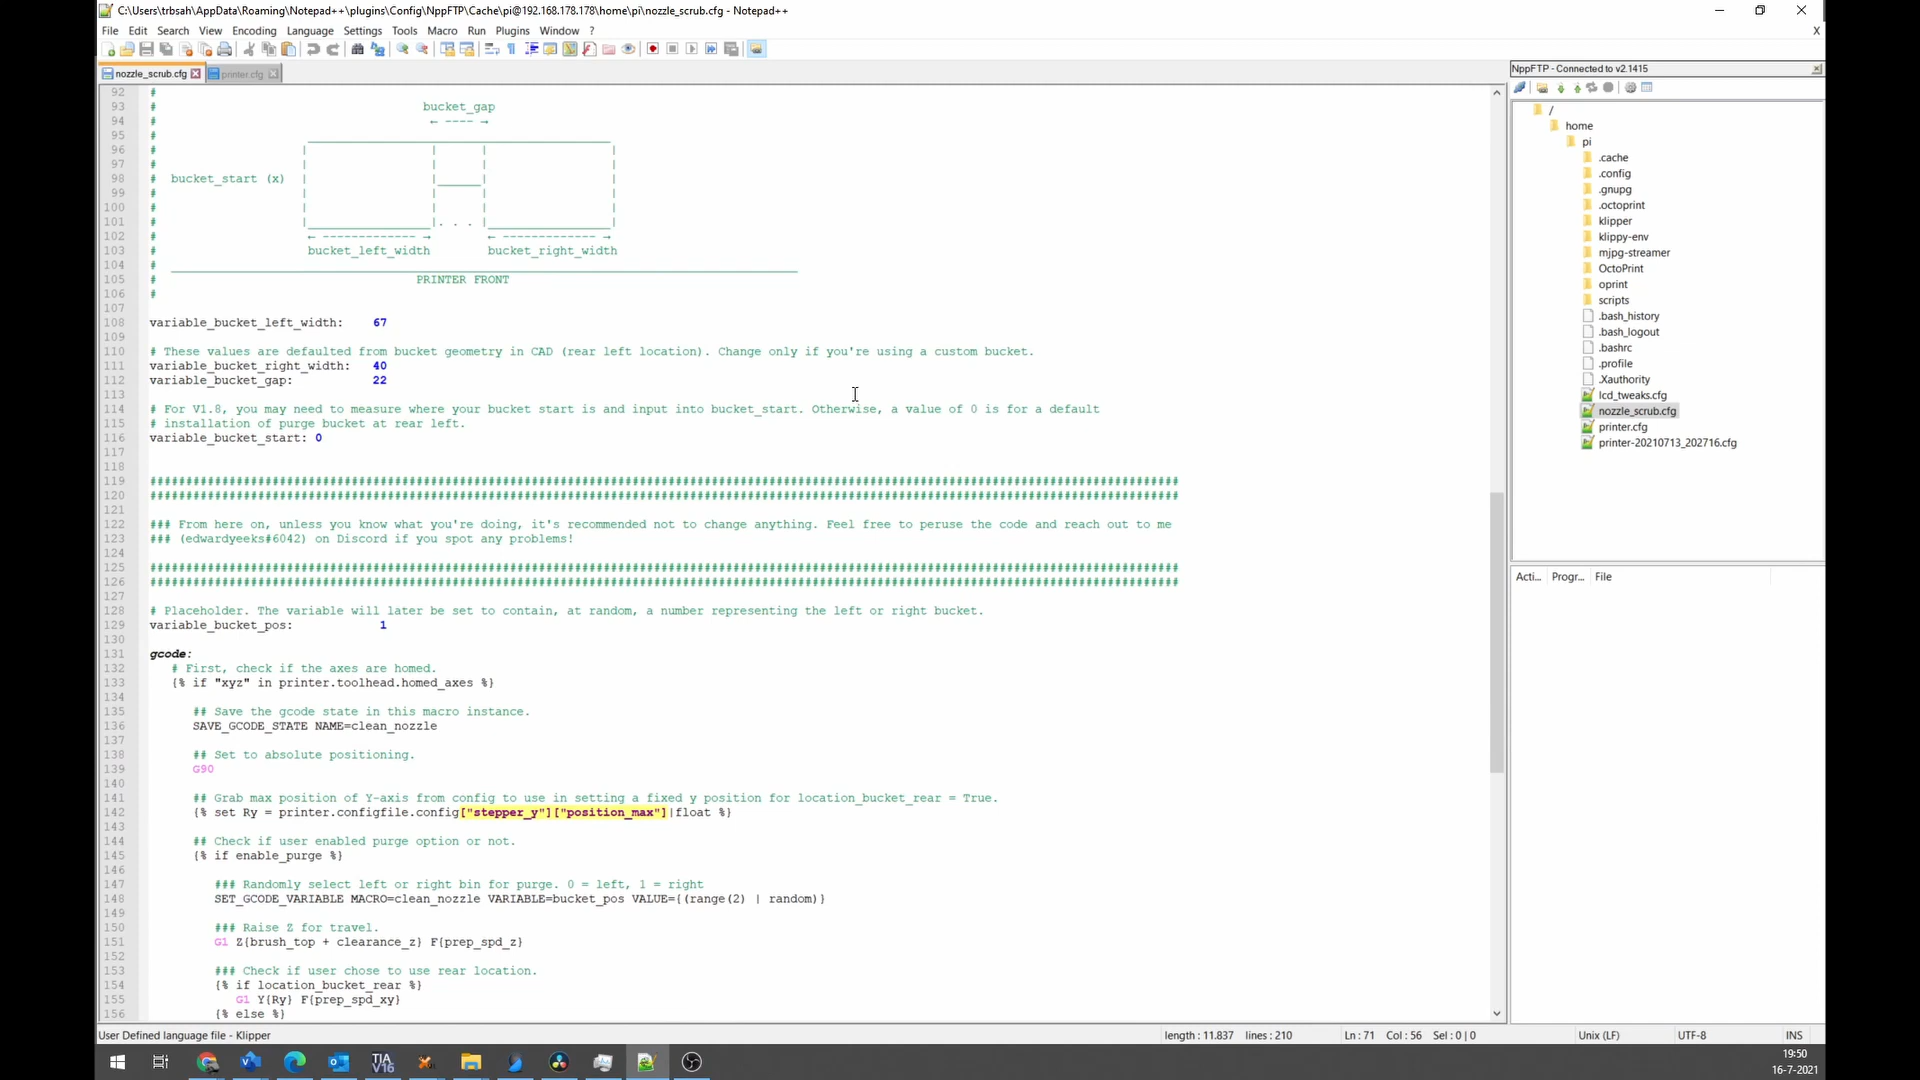 C:\Users\trbsah\AppData\Roaming\Notepad++\plugins\Config\NppFTP\Cache\pi@192.168.178.178\home\pi\nozzle_scrub.cfg - Notepad++
File Edit Search View Encoding Language Settings Tools Macro Run Plugins Window ?
X
nozzle_scrub.cfg printer.cfg
92 #
93 # bucket_gap
94 # ← ---- →
95 #
96 #
97 #
98 # bucket_start (x)
99 #
100 #
101 # . . .
102 # ← ------------- → ← ------------- →
103 # bucket_left_width bucket_right_width
104 #
105 # PRINTER FRONT
106 #
107
108 variable_bucket_left_width: 67
109
110 # These values are defaulted from bucket geometry in CAD (rear left location). Change only if you're using a custom bucket.
111 variable_bucket_right_width: 40
112 variable_bucket_gap: 22
113
114 # For V1.8, you may need to measure where your bucket start is and input into bucket_start. Otherwise, a value of 0 is for a default
115 # installation of purge bucket at rear left.
116 variable_bucket_start: 0
117
118
119 ################################################################################################################################################
120 ################################################################################################################################################
121
122 ### From here on, unless you know what you're doing, it's recommended not to change anything. Feel free to peruse the code and reach out to me
123 ### (edwardyeeks#6042) on Discord if you spot any problems!
124
125 ################################################################################################################################################
126 ################################################################################################################################################
127
128 # Placeholder. The variable will later be set to contain, at random, a number representing the left or right bucket.
129 variable_bucket_pos: 1
130
131 gcode:
132 # First, check if the axes are homed.
133 {% if "xyz" in printer.toolhead.homed_axes %}
134
135 ## Save the gcode state in this macro instance.
136 SAVE_GCODE_STATE NAME=clean_nozzle
137
138 ## Set to absolute positioning.
139 G90
140
141 ## Grab max position of Y-axis from config to use in setting a fixed y position for location_bucket_rear = True.
142 {% set Ry = printer.configfile.config["stepper_y"]["position_max"]|float %}
143
144 ## Check if user enabled purge option or not.
145 {% if enable_purge %}
146
147 ### Randomly select left or right bin for purge. 0 = left, 1 = right
148 SET_GCODE_VARIABLE MACRO=clean_nozzle VARIABLE=bucket_pos VALUE={(range(2) | random)}
149
150 ### Raise Z for travel.
151 G1 Z{brush_top + clearance_z} F{prep_spd_z}
152
153 ### Check if user chose to use rear location.
154 {% if location_bucket_rear %}
155 G1 Y{Ry} F{prep_spd_xy}
156 {% else %}
NppFTP - Connected to v2.1415
/
home
pi
.cache
.config
.gnupg
.octoprint
klipper
klippy-env
mjpg-streamer
OctoPrint
oprint
scripts
.bash_history
.bash_logout
.bashrc
.profile
.Xauthority
lcd_tweaks.cfg
nozzle_scrub.cfg
printer.cfg
printer-20210713_202716.cfg
Acti... Progr... File
User Defined language file - Klipper length : 11.837 lines : 210 Ln : 71 Col : 56 Sel : 0 | 0 Unix (LF) UTF-8 INS
TIA V16
19:50
16-7-2021